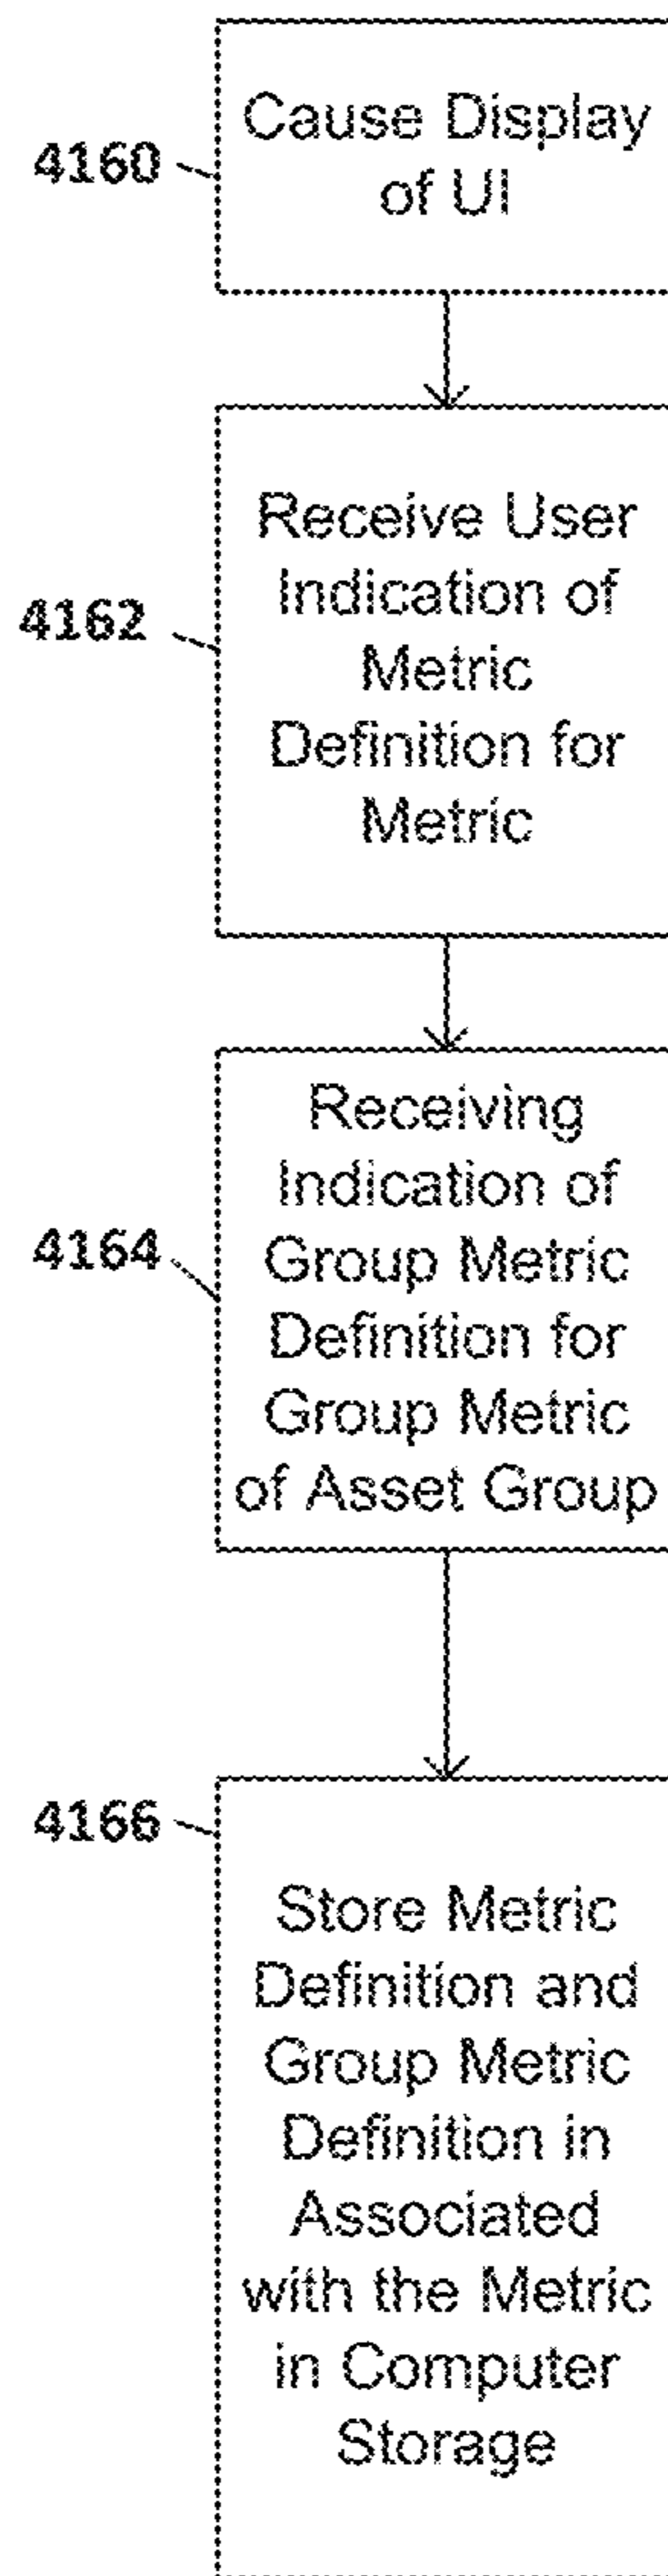 4160
Cause Display
of UI
4162
Receive User
Indication of
Metric
Definition for
Metric
4164
Receiving
Indication of
Group Metric
Definition for
Group Metric
of Asset Group
4166
Store Metric
Definition and
Group Metric
Definition in
Associated
with the Metric
in Computer
Storage